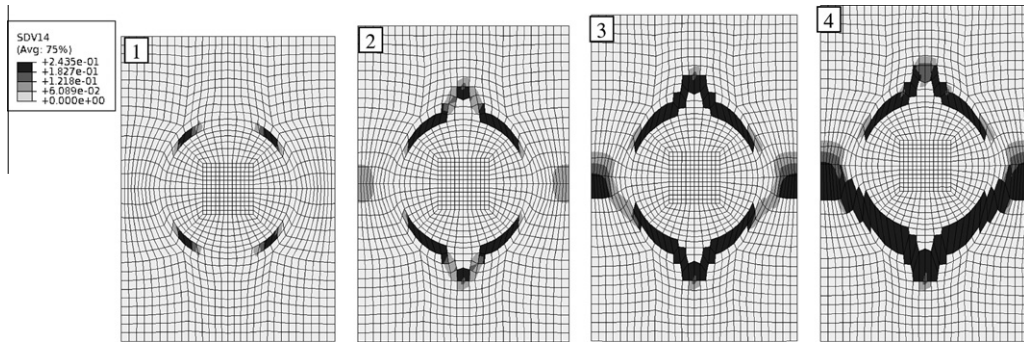 SDV14
(Avg: 75%)
+2.435e-01
+1.827e-01
+1.218e-01
+6.089e-02
+0.000e+00
1
2
3
4